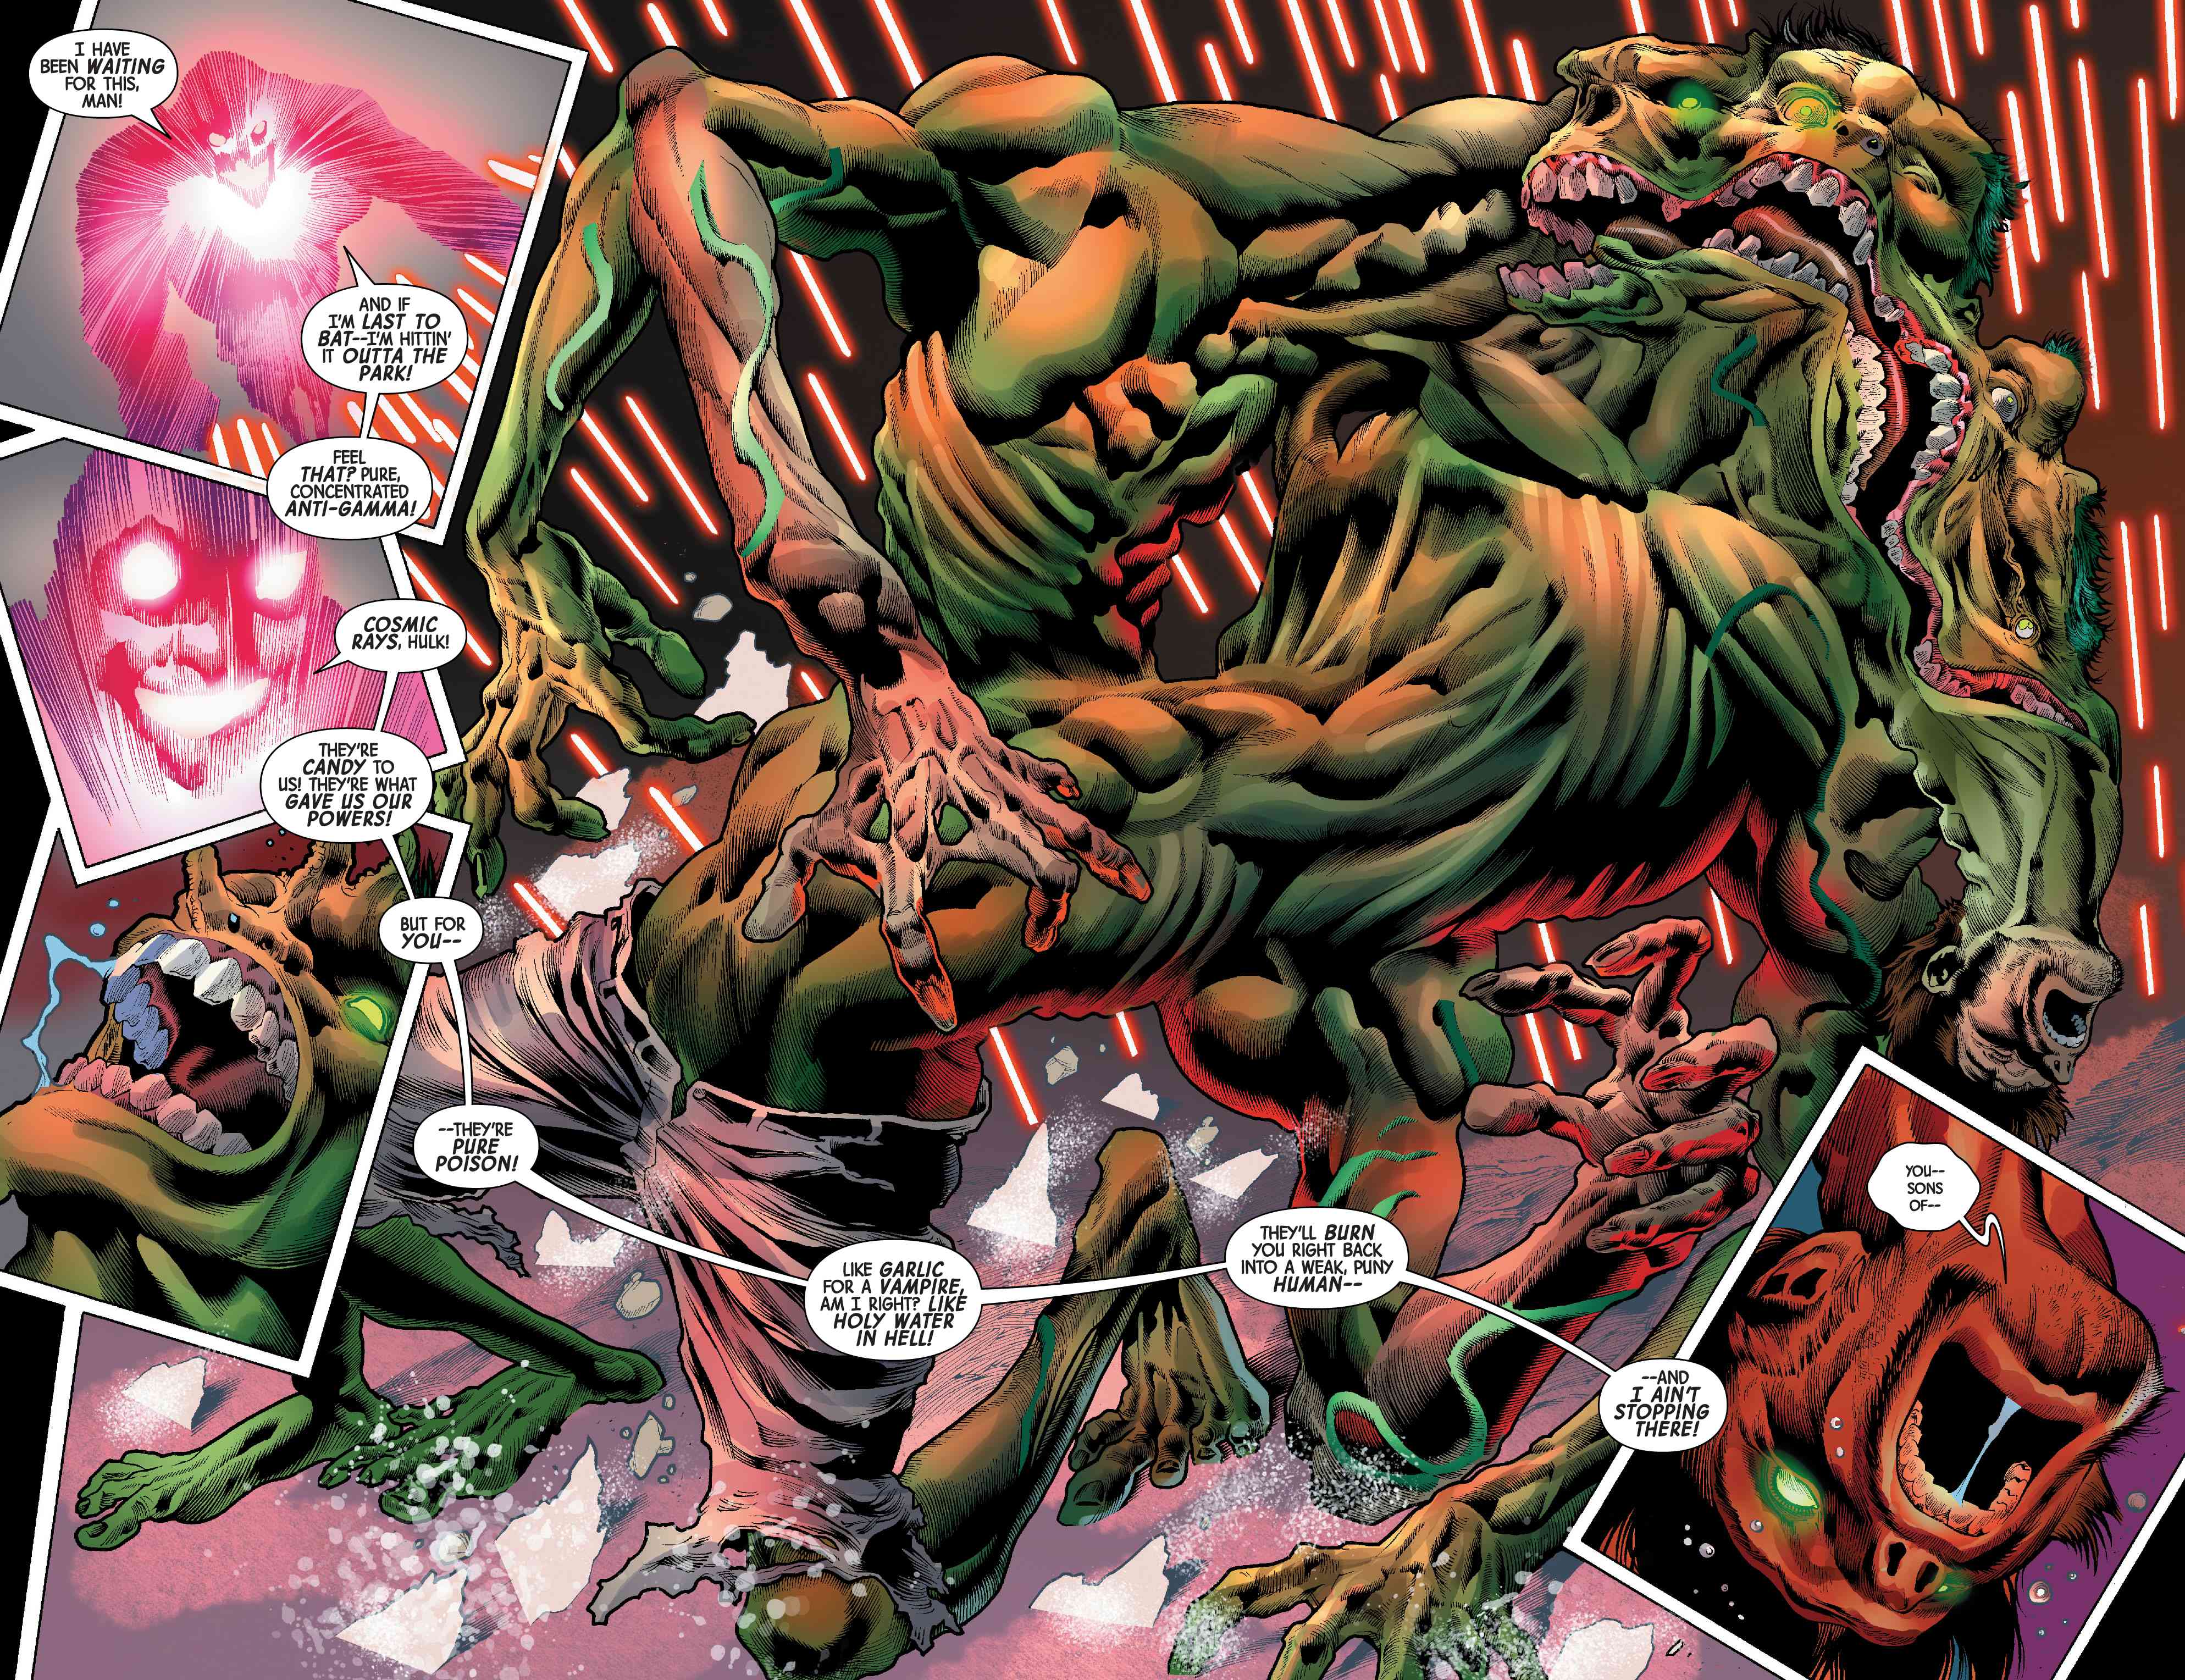 I HAVE
BEEN WAITING
FOR THIS,
MAN!
AND IF
I'M LAST TO
BAT--I'M HITTIN'
IT OUTTA THE
PARK!
FEEL
THAT? PURE,
CONCENTRATED
ANTI-GAMMA!
COSMIC
RAYS, HULK!
THEY'RE
CANDY TO
US! THEY'RE WHAT
GAVE US OUR
POWERS!
BUT FOR
YOU--
--THEY'RE
PURE
POISON!
LIKE GARLIC
FOR A VAMPIRE,
AM I RIGHT? LIKE
HOLY WATER
IN HELL!
THEY'LL BURN
YOU RIGHT BACK
INTO A WEAK, PUNY
HUMAN--
--AND
I AIN'T
STOPPING
THERE!
YOU--
SONS
OF--